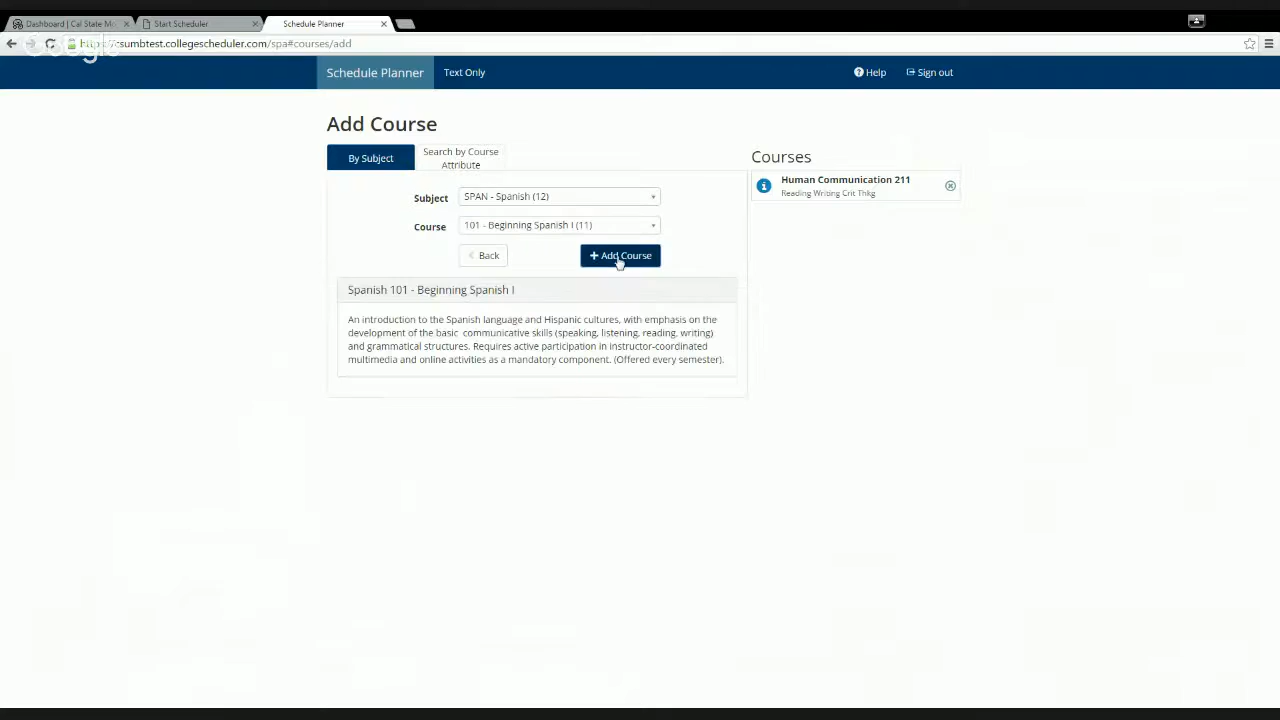 Dashboard | Cal State Mo
Start Scheduler
Schedule Planner
csumbtest.collegescheduler.com/spa#courses/add
Google
Schedule Planner
Text Only
Help
Sign out
Add Course
By Subject
Search by Course
Attribute
Subject
SPAN - Spanish (12)
Course
101 - Beginning Spanish I (11)
Back
Add Course
Spanish 101 - Beginning Spanish I
An introduction to the Spanish language and Hispanic cultures, with emphasis on the
development of the basic communicative skills (speaking, listening, reading, writing)
and grammatical structures. Requires active participation in instructor-coordinated
multimedia and online activities as a mandatory component. (Offered every semester).
Courses
Human Communication 211
Reading Writing Crit Thkg